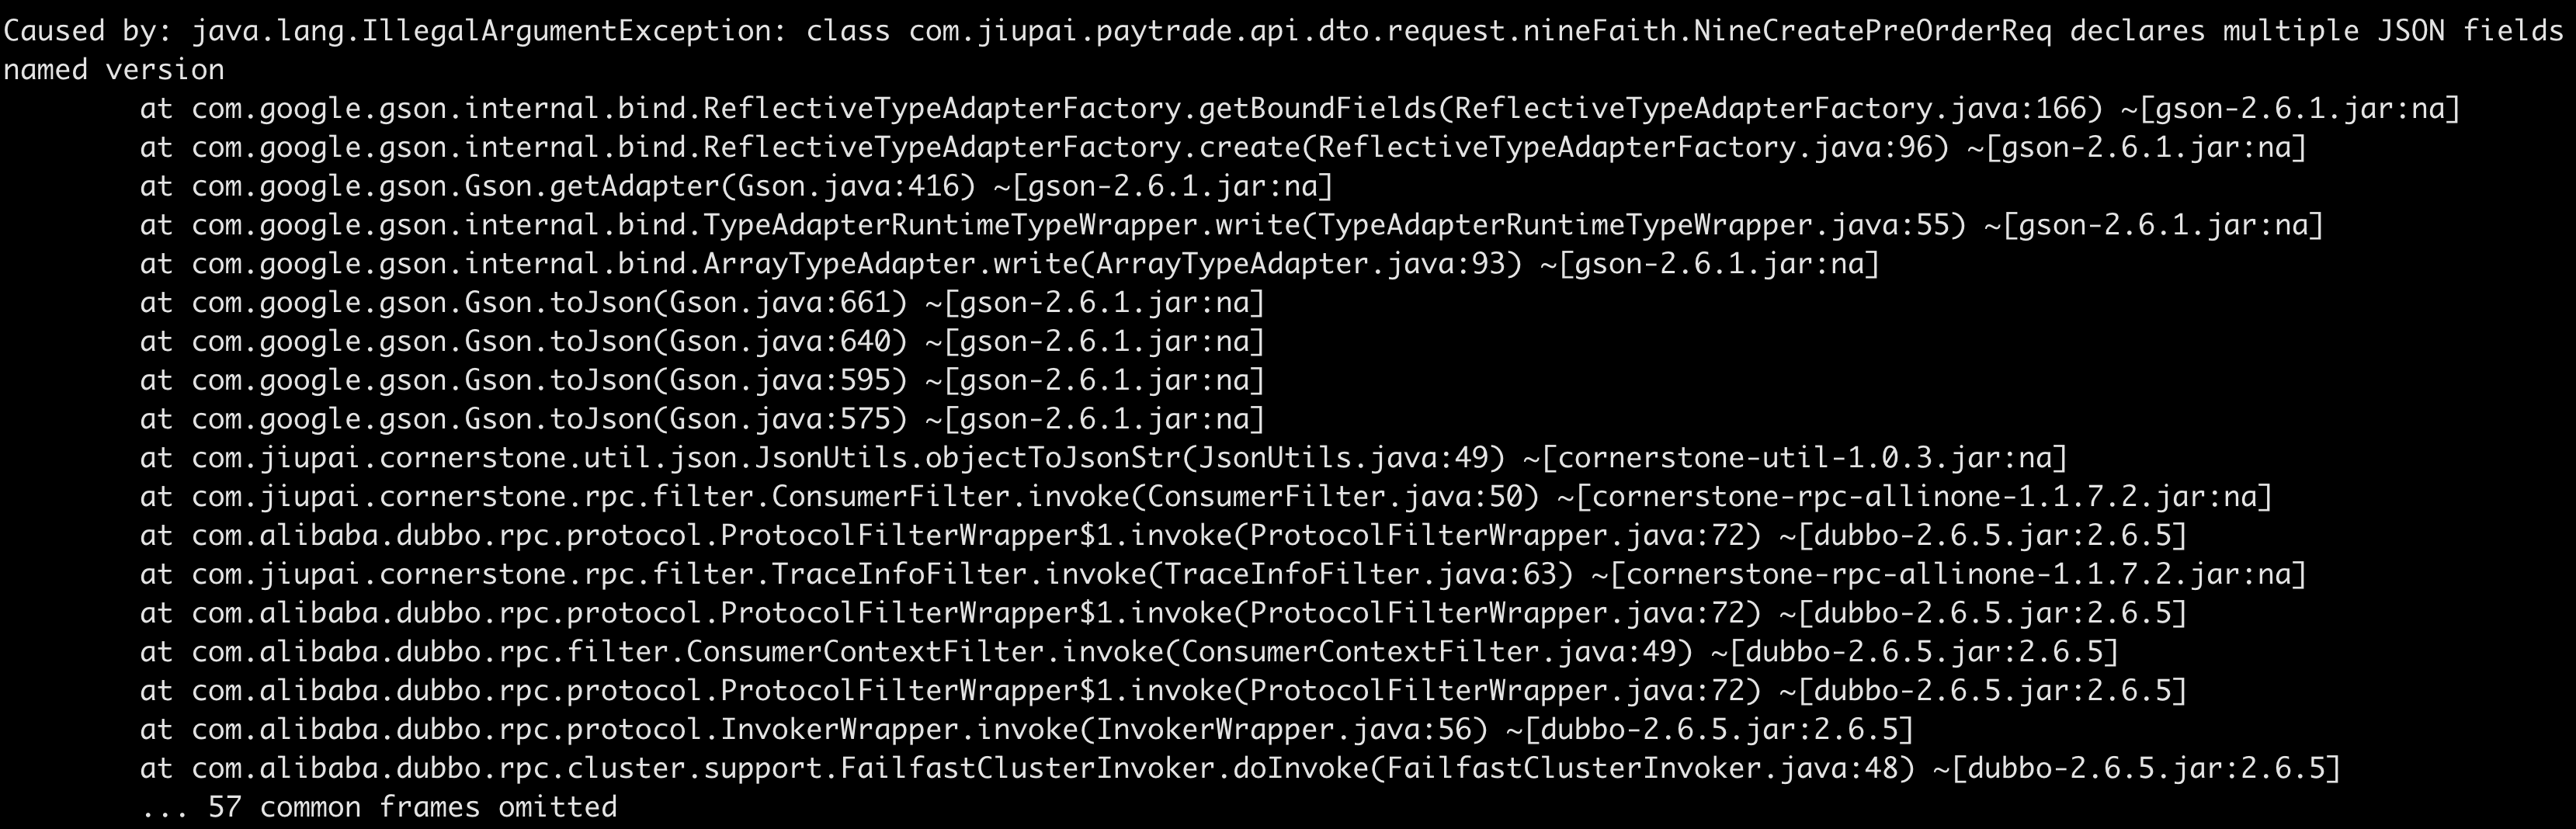 Caused by: java.lang.IllegalArgumentException: class com.jiupai.paytrade.api.dto.request.nineFaith.NineCreatePreOrderReq declares multiple JSON fields
named version
at com.google.gson.internal.bind.ReflectiveTypeAdapterFactory.getBoundFields(ReflectiveTypeAdapterFactory.java:166) ~[gson-2.6.1.jar:na]
at com.google.gson.internal.bind.ReflectiveTypeAdapterFactory.create(ReflectiveTypeAdapterFactory.java:96) ~[gson-2.6.1.jar:na]
at com.google.gson.Gson.getAdapter(Gson.java:416) ~[gson-2.6.1.jar:na]
at com.google.gson.internal.bind.TypeAdapterRuntimeTypeWrapper.write(TypeAdapterRuntimeTypeWrapper.java:55) ~[gson-2.6.1.jar:na]
at com.google.gson.internal.bind.ArrayTypeAdapter.write(ArrayTypeAdapter.java:93) ~[gson-2.6.1.jar:na]
at com.google.gson.Gson.toJson(Gson.java:661) ~[gson-2.6.1.jar:na]
at com.google.gson.Gson.toJson(Gson.java:640) ~[gson-2.6.1.jar:na]
at com.google.gson.Gson.toJson(Gson.java:595) ~[gson-2.6.1.jar:na]
at com.google.gson.Gson.toJson(Gson.java:575) ~[gson-2.6.1.jar:na]
at com.jiupai.cornerstone.util.json.JsonUtils.objectToJsonStr(JsonUtils.java:49) ~[cornerstone-util-1.0.3.jar:na]
at com.jiupai.cornerstone.rpc.filter.ConsumerFilter.invoke(ConsumerFilter.java:50) ~[cornerstone-rpc-allinone-1.1.7.2.jar:na]
at com.alibaba.dubbo.rpc.protocol.ProtocolFilterWrapper$1.invoke(ProtocolFilterWrapper.java:72) ~[dubbo-2.6.5.jar:2.6.5]
at com.jiupai.cornerstone.rpc.filter.TraceInfoFilter.invoke(TraceInfoFilter.java:63) ~[cornerstone-rpc-allinone-1.1.7.2.jar:na]
at com.alibaba.dubbo.rpc.protocol.ProtocolFilterWrapper$1.invoke(ProtocolFilterWrapper.java:72) ~[dubbo-2.6.5.jar:2.6.5]
at com.alibaba.dubbo.rpc.filter.ConsumerContextFilter.invoke(ConsumerContextFilter.java:49) ~[dubbo-2.6.5.jar:2.6.5]
at com.alibaba.dubbo.rpc.protocol.ProtocolFilterWrapper$1.invoke(ProtocolFilterWrapper.java:72) ~[dubbo-2.6.5.jar:2.6.5]
at com.alibaba.dubbo.rpc.protocol.InvokerWrapper.invoke(InvokerWrapper.java:56) ~[dubbo-2.6.5.jar:2.6.5]
at com.alibaba.dubbo.rpc.cluster.support.FailfastClusterInvoker.doInvoke(FailfastClusterInvoker.java:48) ~[dubbo-2.6.5.jar:2.6.5]
... 57 common frames omitted